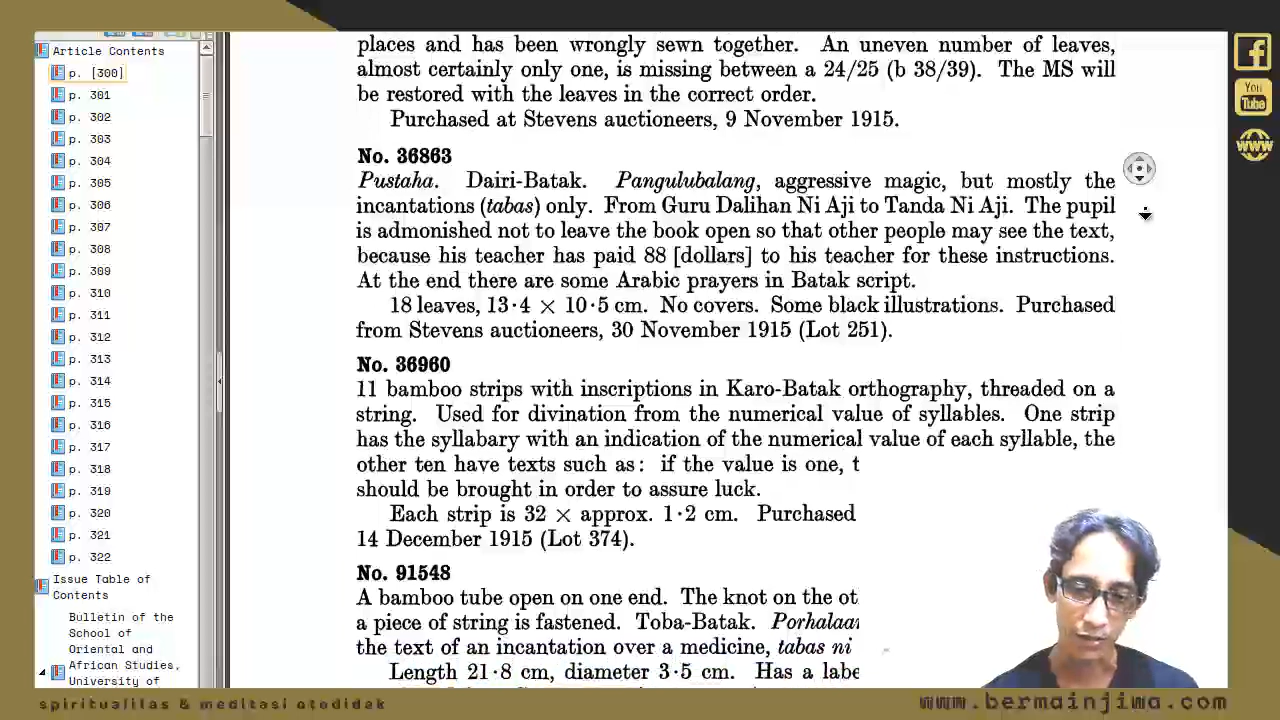 Article Contents
p. [300]
p. 301
p. 302
p. 303
p. 304
p. 305
p. 306
p. 307
p. 308
p. 309
p. 310
p. 311
p. 312
p. 313
p. 314
p. 315
p. 316
p. 317
p. 318
p. 319
p. 320
p. 321
p. 322
Issue Table of
Contents
Bulletin of the
School of
Oriental and
African Studies,
University of
places and has been wrongly sewn together. An uneven number of leaves,
almost certainly only one, is missing between a 24/25 (b 38/39). The MS will
be restored with the leaves in the correct order.
Purchased at Stevens auctioneers, 9 November 1915.
No. 36863
Pustaha. Dairi-Batak. Pangulubalang, aggressive magic, but mostly the
incantations (tabas) only. From Guru Dalihan Ni Aji to Tanda Ni Aji. The pupil
is admonished not to leave the book open so that other people may see the text,
because his teacher has paid 88 [dollars] to his teacher for these instructions.
At the end there are some Arabic prayers in Batak script.
18 leaves, 13·4 × 10·5 cm. No covers. Some black illustrations. Purchased
from Stevens auctioneers, 30 November 1915 (Lot 251).
No. 36960
11 bamboo strips with inscriptions in Karo-Batak orthography, threaded on a
string. Used for divination from the numerical value of syllables. One strip
has the syllabary with an indication of the numerical value of each syllable, the
other ten have texts such as: if the value is one, t
should be brought in order to assure luck.
Each strip is 32 × approx. 1·2 cm. Purchased
14 December 1915 (Lot 374).
No. 91548
A bamboo tube open on one end. The knot on the ot
a piece of string is fastened. Toba-Batak. Porhalaa
the text of an incantation over a medicine, tabas ni
Length 21·8 cm, diameter 3·5 cm. Has a labe
You
Tube
www
spiritualitas & meditasi otodidak
www.bermainjiwa.com